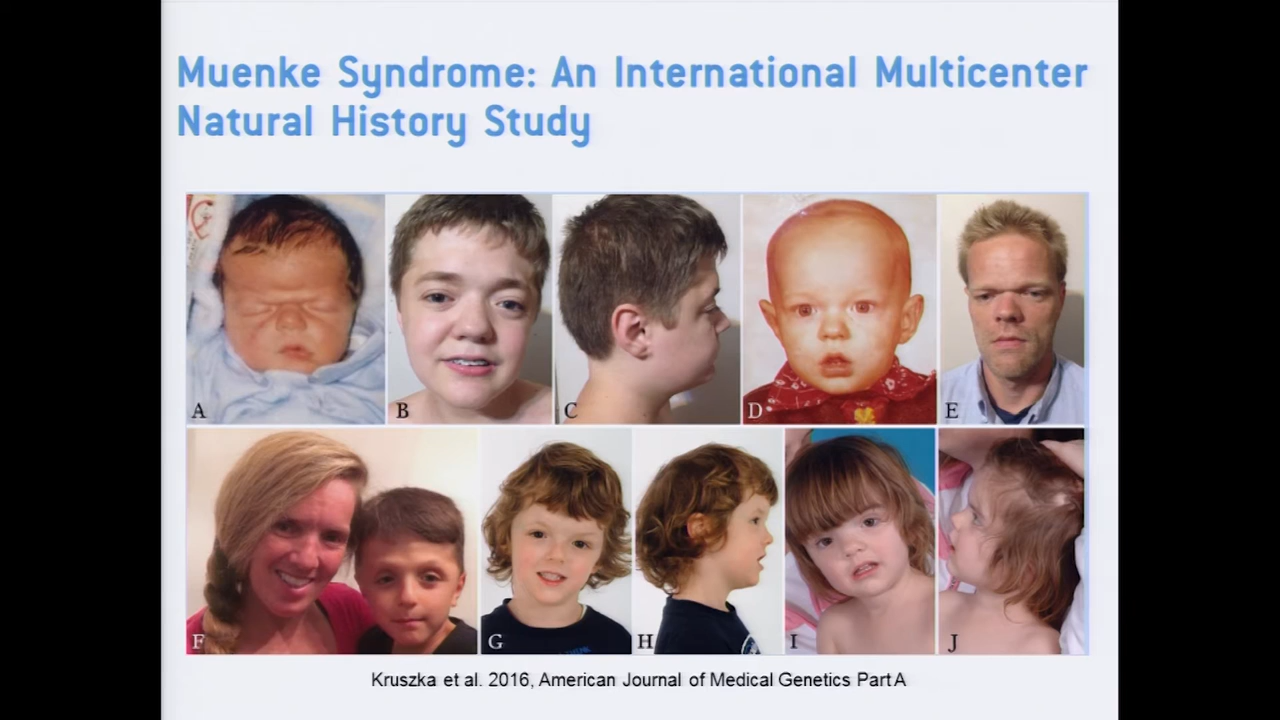 Muenke Syndrome: An International Multicenter
Natural History Study
A
B
C
D
E
F
G
H
I
J
Kruszka et al. 2016, American Journal of Medical Genetics Part A